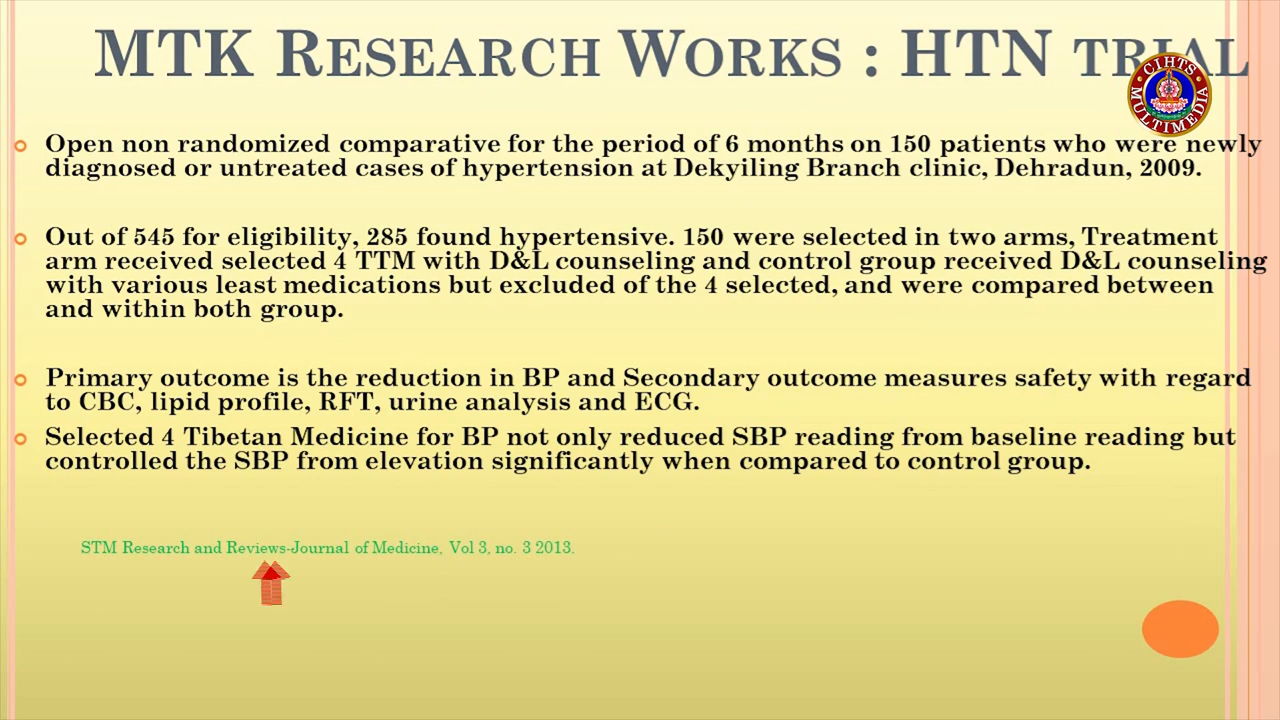 MTK RESEARCH WORKS : HTN TRIAL
CIHTS
MULTIMEDIA
Open non randomized comparative for the period of 6 months on 150 patients who were newly
diagnosed or untreated cases of hypertension at Dekyiling Branch clinic, Dehradun, 2009.
Out of 545 for eligibility, 285 found hypertensive. 150 were selected in two arms, Treatment
arm received selected 4 TTM with D&L counseling and control group received D&L counseling
with various least medications but excluded of the 4 selected, and were compared between
and within both group.
Primary outcome is the reduction in BP and Secondary outcome measures safety with regard
to CBC, lipid profile, RFT, urine analysis and ECG.
Selected 4 Tibetan Medicine for BP not only reduced SBP reading from baseline reading but
controlled the SBP from elevation significantly when compared to control group.
STM Research and Reviews-Journal of Medicine, Vol 3, no. 3 2013.